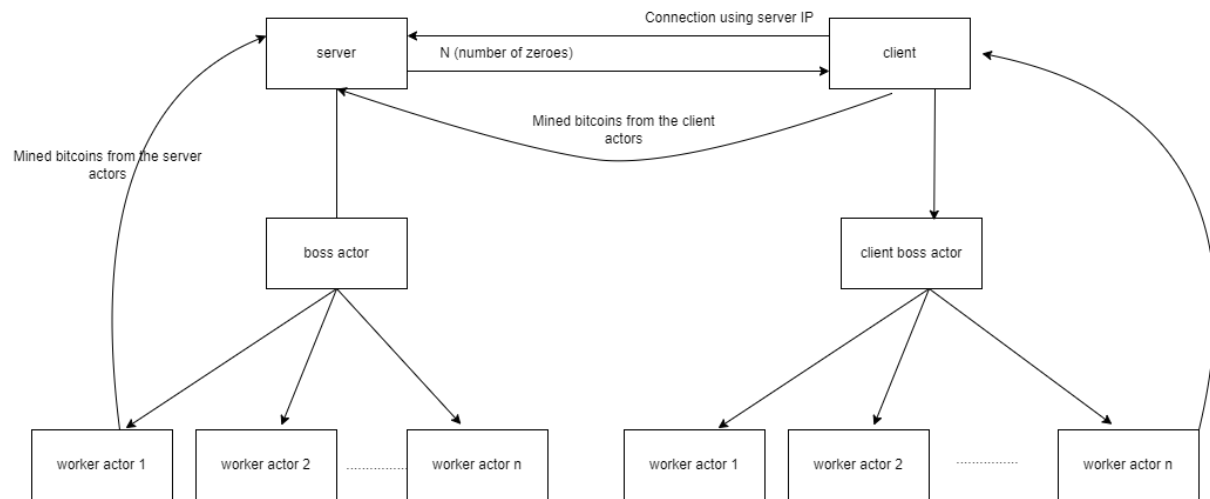 Connection using server IP
server
N (number of zeroes)
client
Mined bitcoins from the client
actors
Mined bitcoins from the server
actors
boss actor
client boss actor
worker actor 1
worker actor 2
worker actor n
worker actor 1
worker actor 2
worker actor n